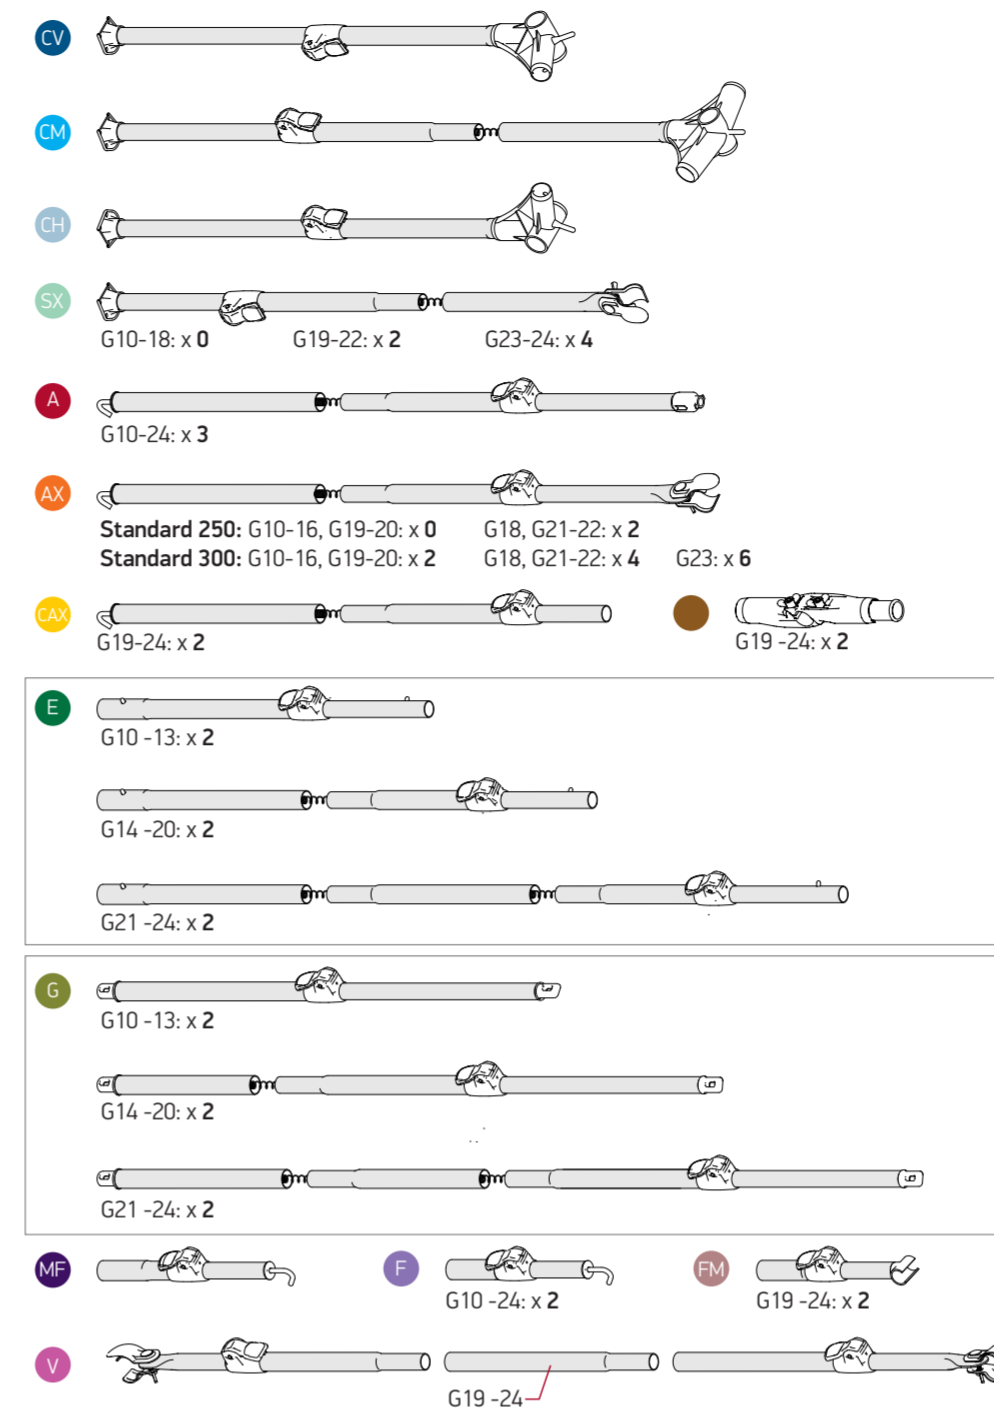 CV
CM
CH
SX
G10-18: x 0 G19-22: x 2 G23-24: x 4
A
G10-24: x 3
AX
Standard 250: G10-16, G19-20: x 0 G18, G21-22: x 2
Standard 300: G10-16, G19-20: x 2 G18, G21-22: x 4 G23: x 6
CAX
G19-24: x 2
G19 -24: x 2
E
G10 -13: x 2
G14 -20: x 2
G21 -24: x 2
G
G10 -13: x 2
G14 -20: x 2
G21 -24: x 2
MF
F
G10 -24: x 2
FM
G19 -24: x 2
V
G19 -24